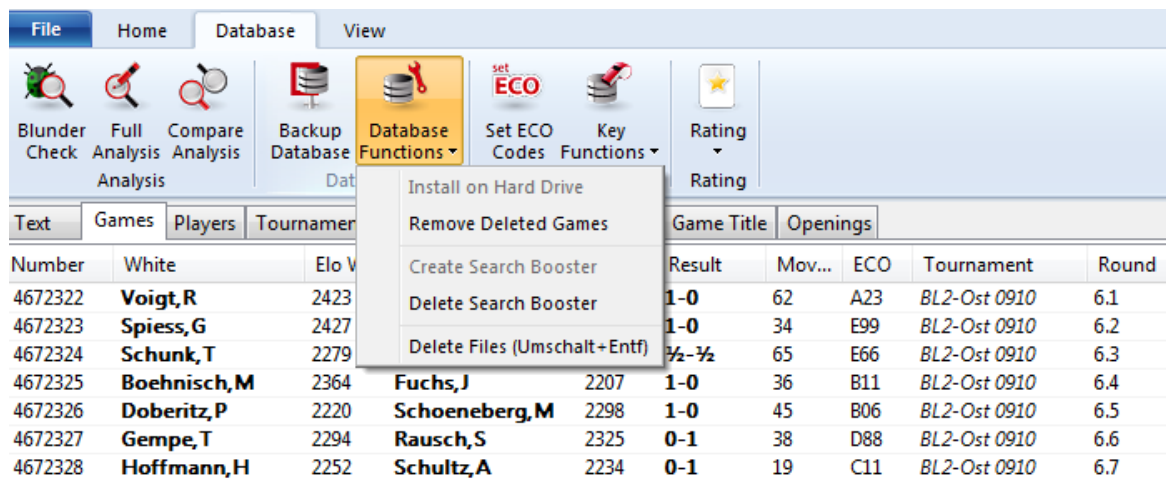 File Home Database View
set
ECO
Blunder Full Compare Backup Database Set ECO Key Rating
Check Analysis Analysis Database Functions Codes Functions
Analysis Dat Rating
Install on Hard Drive
Remove Deleted Games
Create Search Booster
Delete Search Booster
Delete Files (Umschalt+Entf)
Text Games Players Tournamen Game Title Openings
Number White Elo W Result Mov... ECO Tournament Round
4672322 Voigt,R 2423 1-0 62 A23 BL2-Ost 0910 6.1
4672323 Spiess,G 2427 1-0 34 E99 BL2-Ost 0910 6.2
4672324 Schunk,T 2279 ½-½ 65 E66 BL2-Ost 0910 6.3
4672325 Boehnisch,M 2364 Fuchs,J 2207 1-0 36 B11 BL2-Ost 0910 6.4
4672326 Doberitz,P 2220 Schoeneberg,M 2298 1-0 45 B06 BL2-Ost 0910 6.5
4672327 Gempe,T 2294 Rausch,S 2325 0-1 38 D88 BL2-Ost 0910 6.6
4672328 Hoffmann,H 2252 Schultz,A 2234 0-1 19 C11 BL2-Ost 0910 6.7